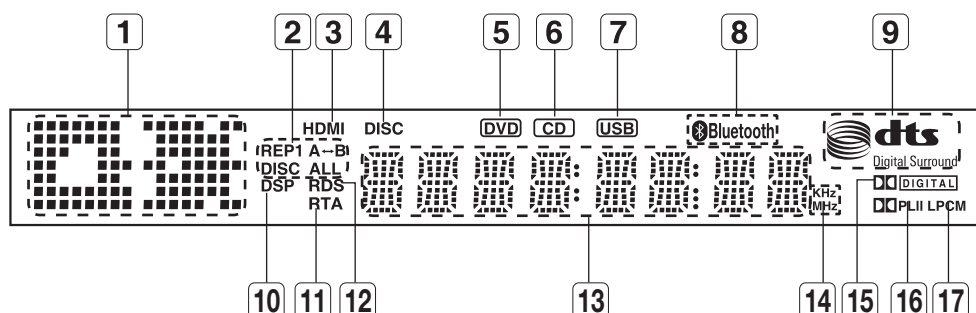 1 2 3 4 5 6 7 8 9
HDMI DISC DVD CD USB Bluetooth dts
REP1 A↔B Digital Surround
DISC ALL
DSP RDS KHz DIGITAL
RTA MHz PLII LPCM
10 11 12 13 14 15 16 17